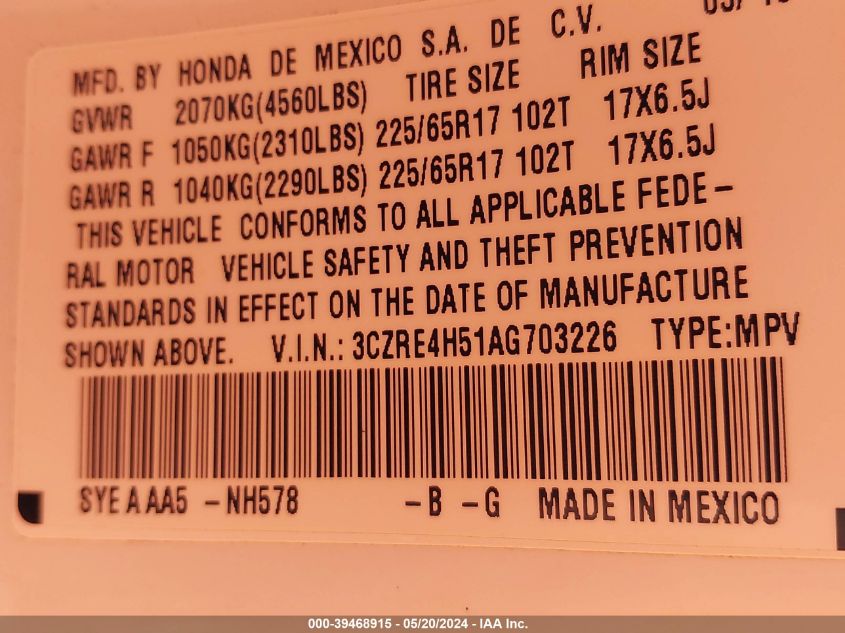 MFD. BY HONDA DE MEXICO S.A. DE C.V.
GVWR 2070KG(4560LBS) TIRE SIZE RIM SIZE
GAWR F 1050KG(2310LBS) 225/65R17 102T 17X6.5J
GAWR R 1040KG(2290LBS) 225/65R17 102T 17X6.5J
THIS VEHICLE CONFORMS TO ALL APPLICABLE FEDE-
RAL MOTOR VEHICLE SAFETY AND THEFT PREVENTION
STANDARDS IN EFFECT ON THE DATE OF MANUFACTURE
SHOWN ABOVE. V.I.N.: 3CZRE4H51AG703226 TYPE:MPV
SYE A AA5 -NH578 -B -G MADE IN MEXICO
000-39468915 - 05/20/2024 - IAA Inc.